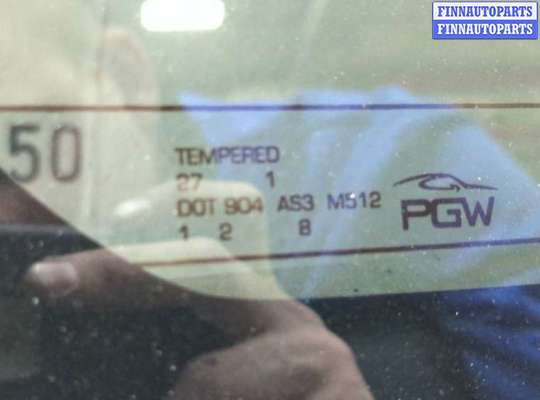 FINNAUTOPARTS
FINNAUTOPARTS
50
TEMPERED
27 1
DOT 904 AS3 M512
1 2 8
PGW